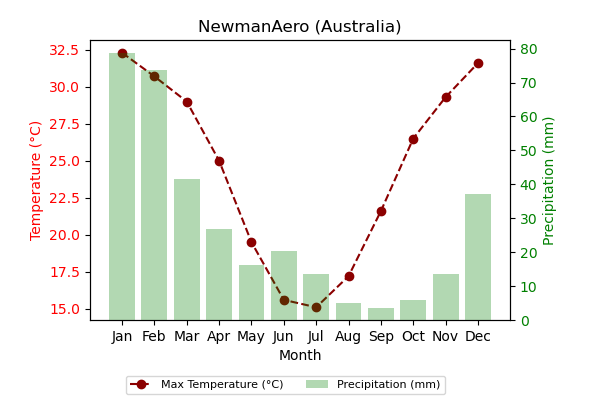 NewmanAero (Australia)
32.5
30.0
27.5
25.0
22.5
20.0
17.5
15.0
Temperature (°C)
80
70
60
50
40
30
20
10
0
Precipitation (mm)
Jan Feb Mar Apr May Jun Jul Aug Sep Oct Nov Dec
Month
Max Temperature (°C) Precipitation (mm)